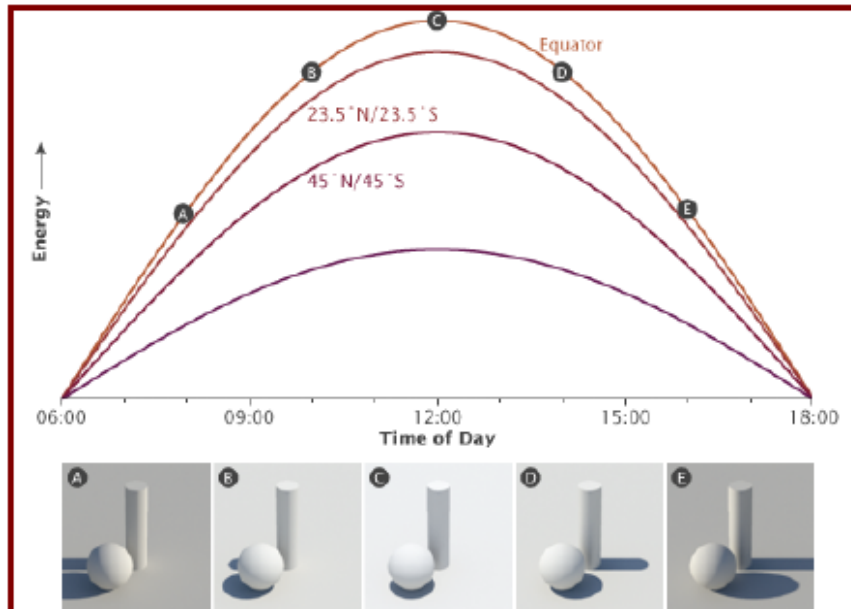 C
Equator
B
D
23.5°N/23.5°S
45°N/45°S
A
E
Energy
06:00 09:00 12:00 15:00 18:00
Time of Day
A B C D E